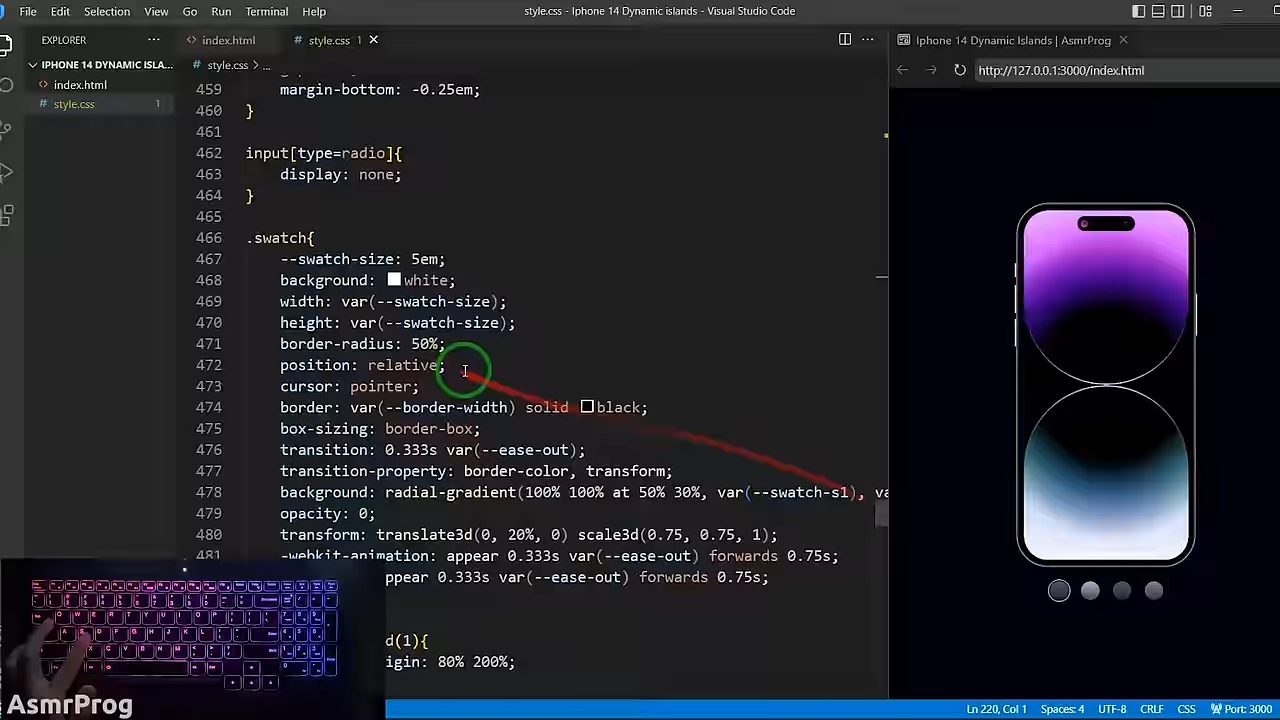 File Edit Selection View Go Run Terminal Help
style.css - Iphone 14 Dynamic islands - Visual Studio Code
EXPLORER
index.html
style.css 1
Iphone 14 Dynamic Islands | AsmrProg
IPHONE 14 DYNAMIC ISLA...
index.html
style.css 1
style.css > ...
http://127.0.0.1:3000/index.html
459 margin-bottom: -0.25em;
460 }
461
462 input[type=radio]{
463 display: none;
464 }
465
466 .swatch{
467 --swatch-size: 5em;
468 background: white;
469 width: var(--swatch-size);
470 height: var(--swatch-size);
471 border-radius: 50%;
472 position: relative;
473 cursor: pointer;
474 border: var(--border-width) solid black;
475 box-sizing: border-box;
476 transition: 0.333s var(--ease-out);
477 transition-property: border-color, transform;
478 background: radial-gradient(100% 100% at 50% 30%, var(--swatch-s1), va
479 opacity: 0;
480 transform: translate3d(0, 20%, 0) scale3d(0.75, 0.75, 1);
481 -webkit-animation: appear 0.333s var(--ease-out) forwards 0.75s;
appear 0.333s var(--ease-out) forwards 0.75s;
d(1){
igin: 80% 200%;
AsmrProg
Ln 220, Col 1 Spaces: 4 UTF-8 CRLF CSS Port: 3000